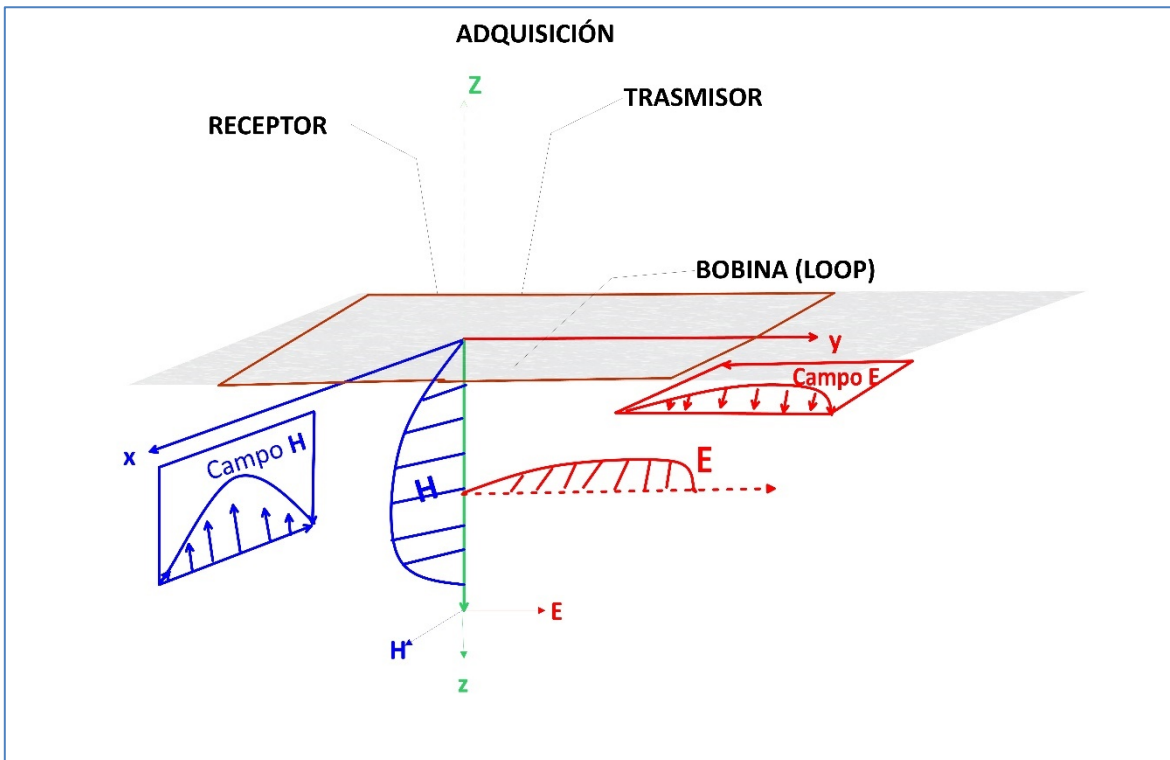 ADQUISICIÓN
Z
TRASMISOR
RECEPTOR
BOBINA (LOOP)
y
Campo E
x
Campo H
H
E
E
H
z